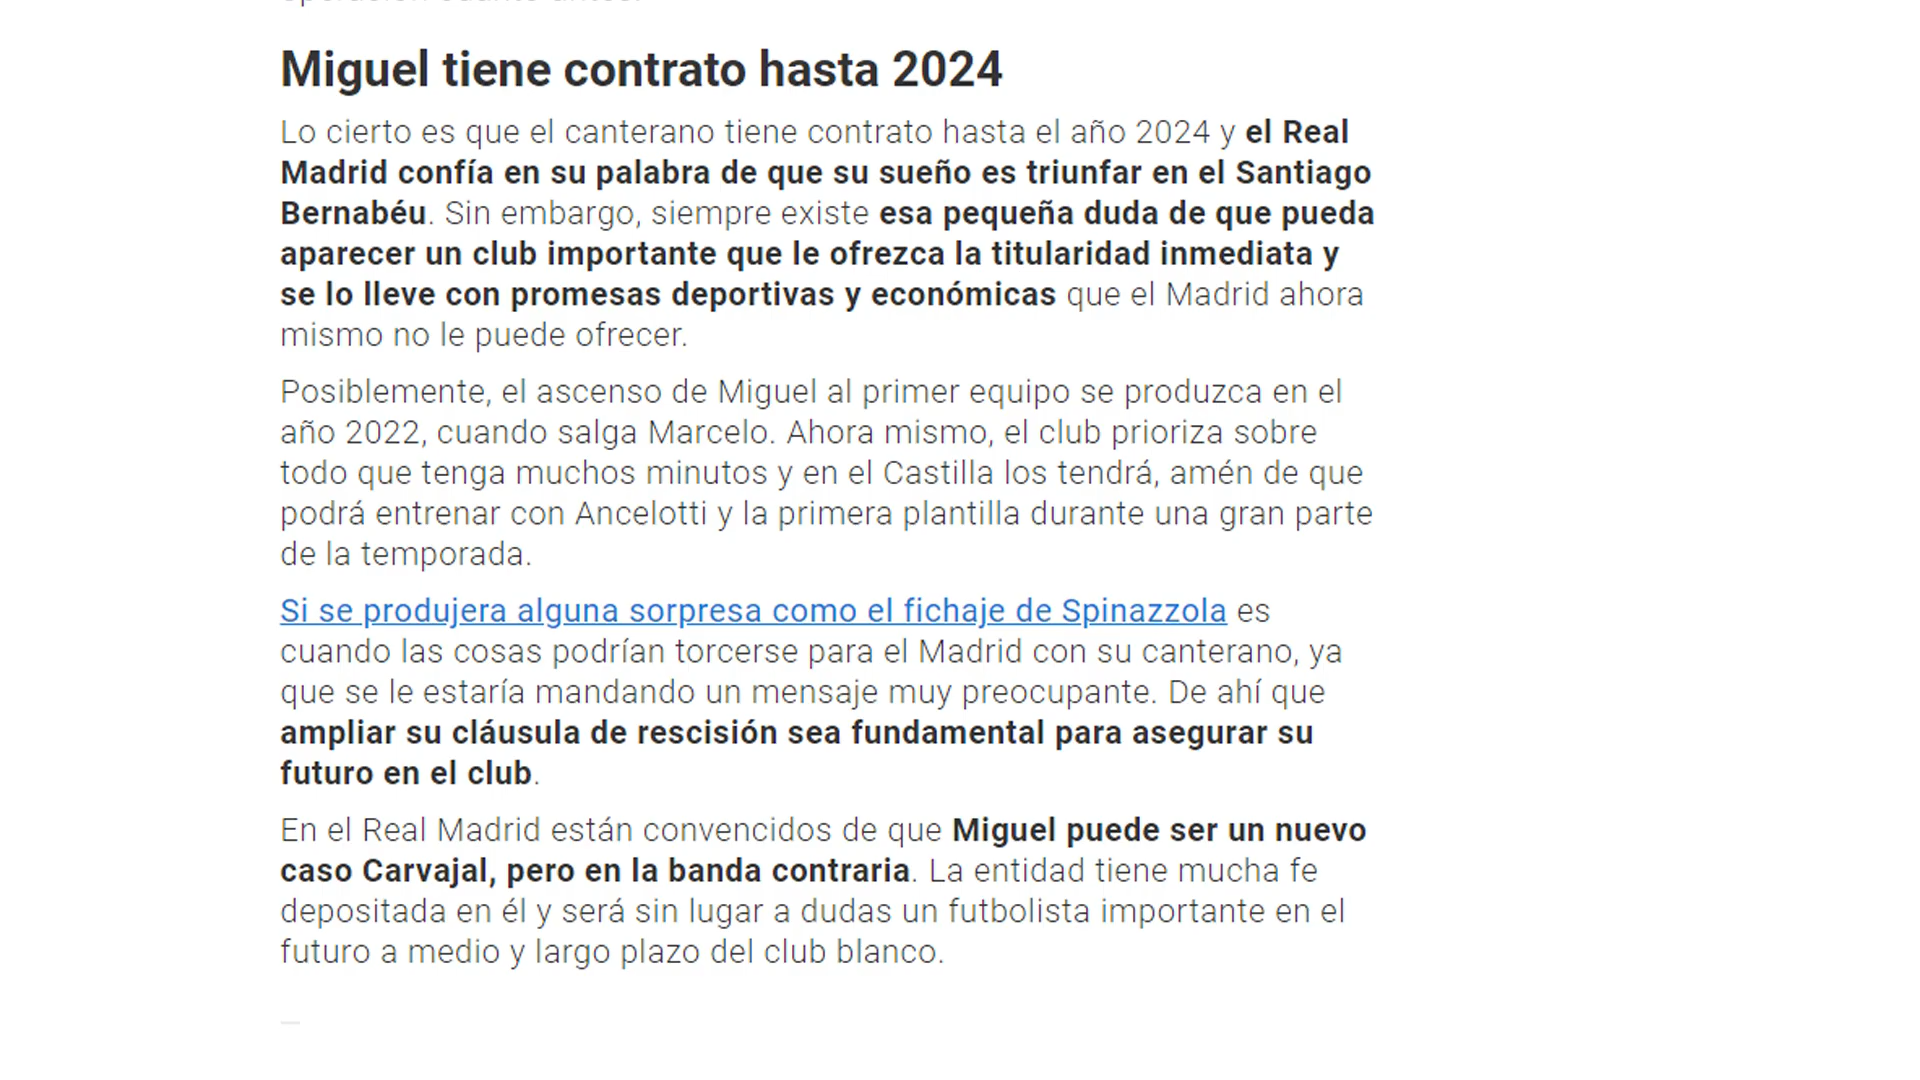 Miguel tiene contrato hasta 2024
Lo cierto es que el canterano tiene contrato hasta el año 2024 y el Real
Madrid confía en su palabra de que su sueño es triunfar en el Santiago
Bernabéu. Sin embargo, siempre existe esa pequeña duda de que pueda
aparecer un club importante que le ofrezca la titularidad inmediata y
se lo lleve con promesas deportivas y económicas que el Madrid ahora
mismo no le puede ofrecer.
Posiblemente, el ascenso de Miguel al primer equipo se produzca en el
año 2022, cuando salga Marcelo. Ahora mismo, el club prioriza sobre
todo que tenga muchos minutos y en el Castilla los tendrá, amén de que
podrá entrenar con Ancelotti y la primera plantilla durante una gran parte
de la temporada.
Si se produjera alguna sorpresa como el fichaje de Spinazzola es
cuando las cosas podrían torcerse para el Madrid con su canterano, ya
que se le estaría mandando un mensaje muy preocupante. De ahí que
ampliar su cláusula de rescisión sea fundamental para asegurar su
futuro en el club.
En el Real Madrid están convencidos de que Miguel puede ser un nuevo
caso Carvajal, pero en la banda contraria. La entidad tiene mucha fe
depositada en él y será sin lugar a dudas un futbolista importante en el
futuro a medio y largo plazo del club blanco.